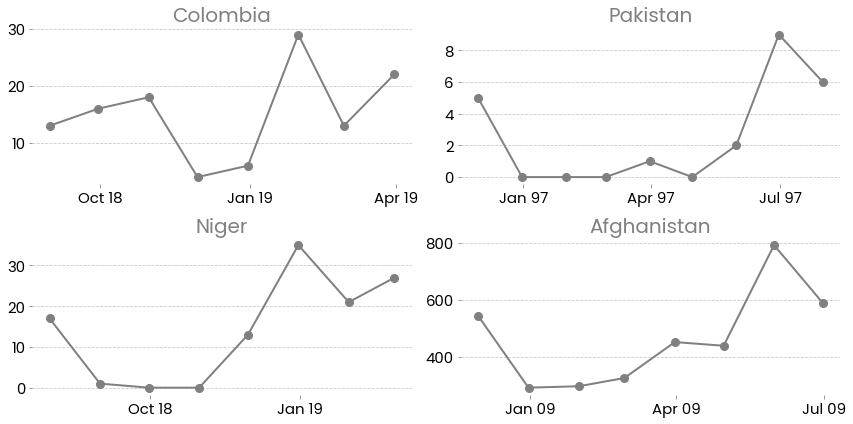 Colombia
30
20
10
Oct 18 Jan 19 Apr 19
Pakistan
8
6
4
2
0
Jan 97 Apr 97 Jul 97
Niger
30
20
10
0
Oct 18 Jan 19
Afghanistan
800
600
400
Jan 09 Apr 09 Jul 09